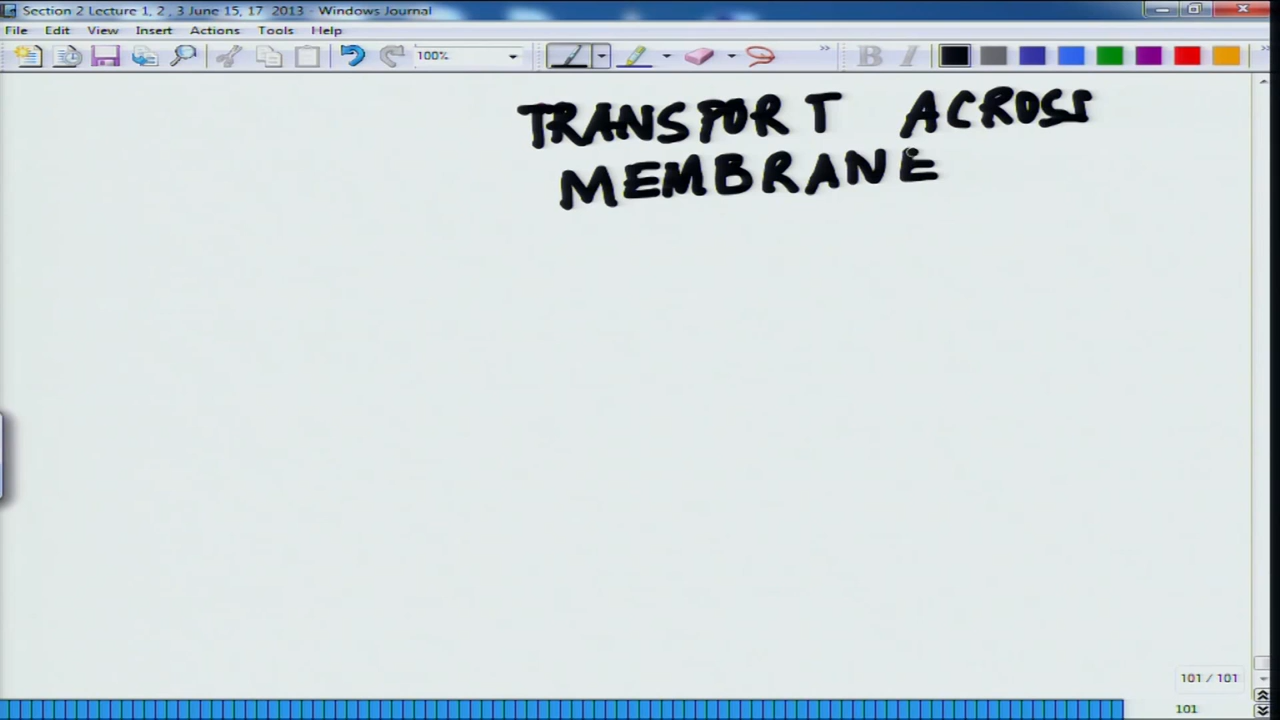 Section 2 Lecture 1, 2 , 3 June 15, 17 2013 - Windows Journal
File Edit View Insert Actions Tools Help
100% B I
TRANSPORT ACROSS
MEMBRANE
101 / 101
101